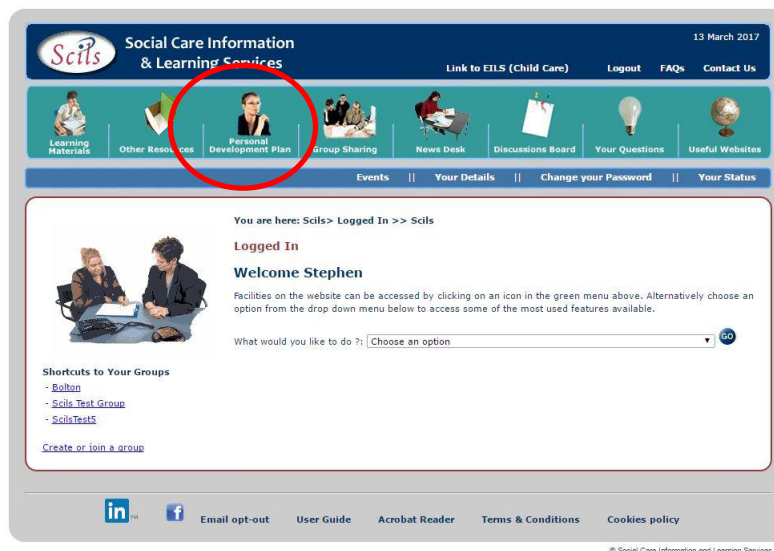 13 March 2017
Scils
Social Care Information
& Learning Services
Link to EILS (Child Care) Logout FAQs Contact Us
Learning Materials
Other Resources
Personal Development Plan
Group Sharing
News Desk
Discussions Board
Your Questions
Useful Websites
Events || Your Details || Change your Password || Your Status
You are here: Scils> Logged In >> Scils
Logged In
Welcome Stephen
Facilities on the website can be accessed by clicking on an icon in the green menu above. Alternatively choose an
option from the drop down menu below to access some of the most used features available.
What would you like to do ?: Choose an option GO
Shortcuts to Your Groups
- Bolton
- Scils Test Group
- ScilsTest5
Create or join a group
in TM f Email opt-out User Guide Acrobat Reader Terms & Conditions Cookies policy
© Social Care Information and Learning Services